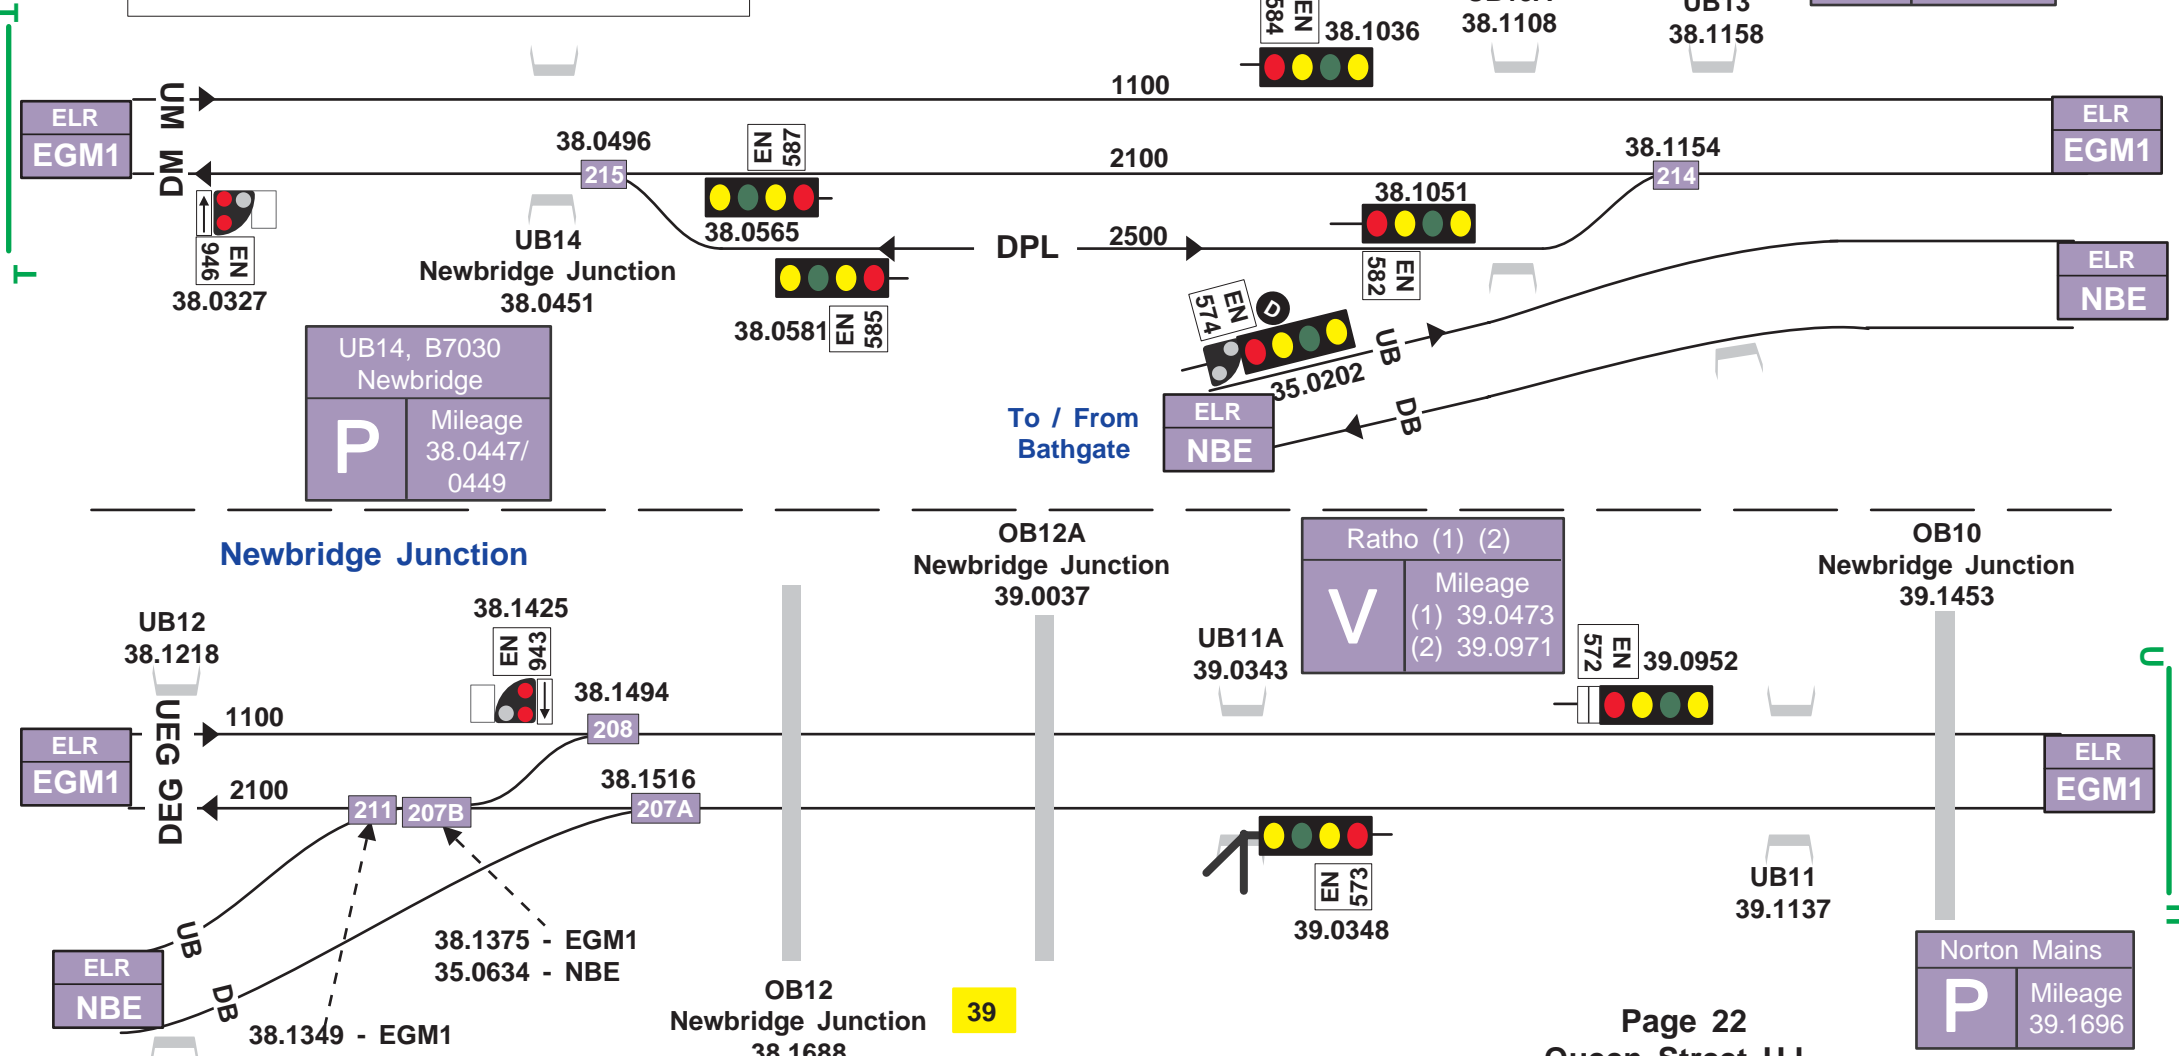 T
584
EN
38.1036
38.1108
UB13
38.1158
UM
1100
ELR
EGM1
ELR
EGM1
38.0496
EN
587
DM
215
2100
38.1154
214
38.1051
38.0565
EN
582
DPL
2500
UB14
Newbridge Junction
38.0451
946
EN
38.0327
T
38.0581
EN
585
574
EN
D
35.0202
UB
ELR
NBE
UB14, B7030
Newbridge
P
Mileage
38.0447/
0449
To / From
Bathgate
ELR
NBE
DB
Newbridge Junction
OB12A
Newbridge Junction
39.0037
Ratho (1) (2)
V
Mileage
(1) 39.0473
(2) 39.0971
OB10
Newbridge Junction
39.1453
UB12
38.1218
38.1425
EN
943
38.1494
UB11A
39.0343
572
EN
39.0952
U
UEG
1100
208
ELR
EGM1
ELR
EGM1
DEG
2100
211
207B
38.1516
207A
EN
573
39.0348
UB11
39.1137
UB
38.1375 - EGM1
35.0634 - NBE
ELR
NBE
DB
38.1349 - EGM1
OB12
Newbridge Junction
38.1688
39
Norton Mains
P
Mileage
39.1696
Page 22